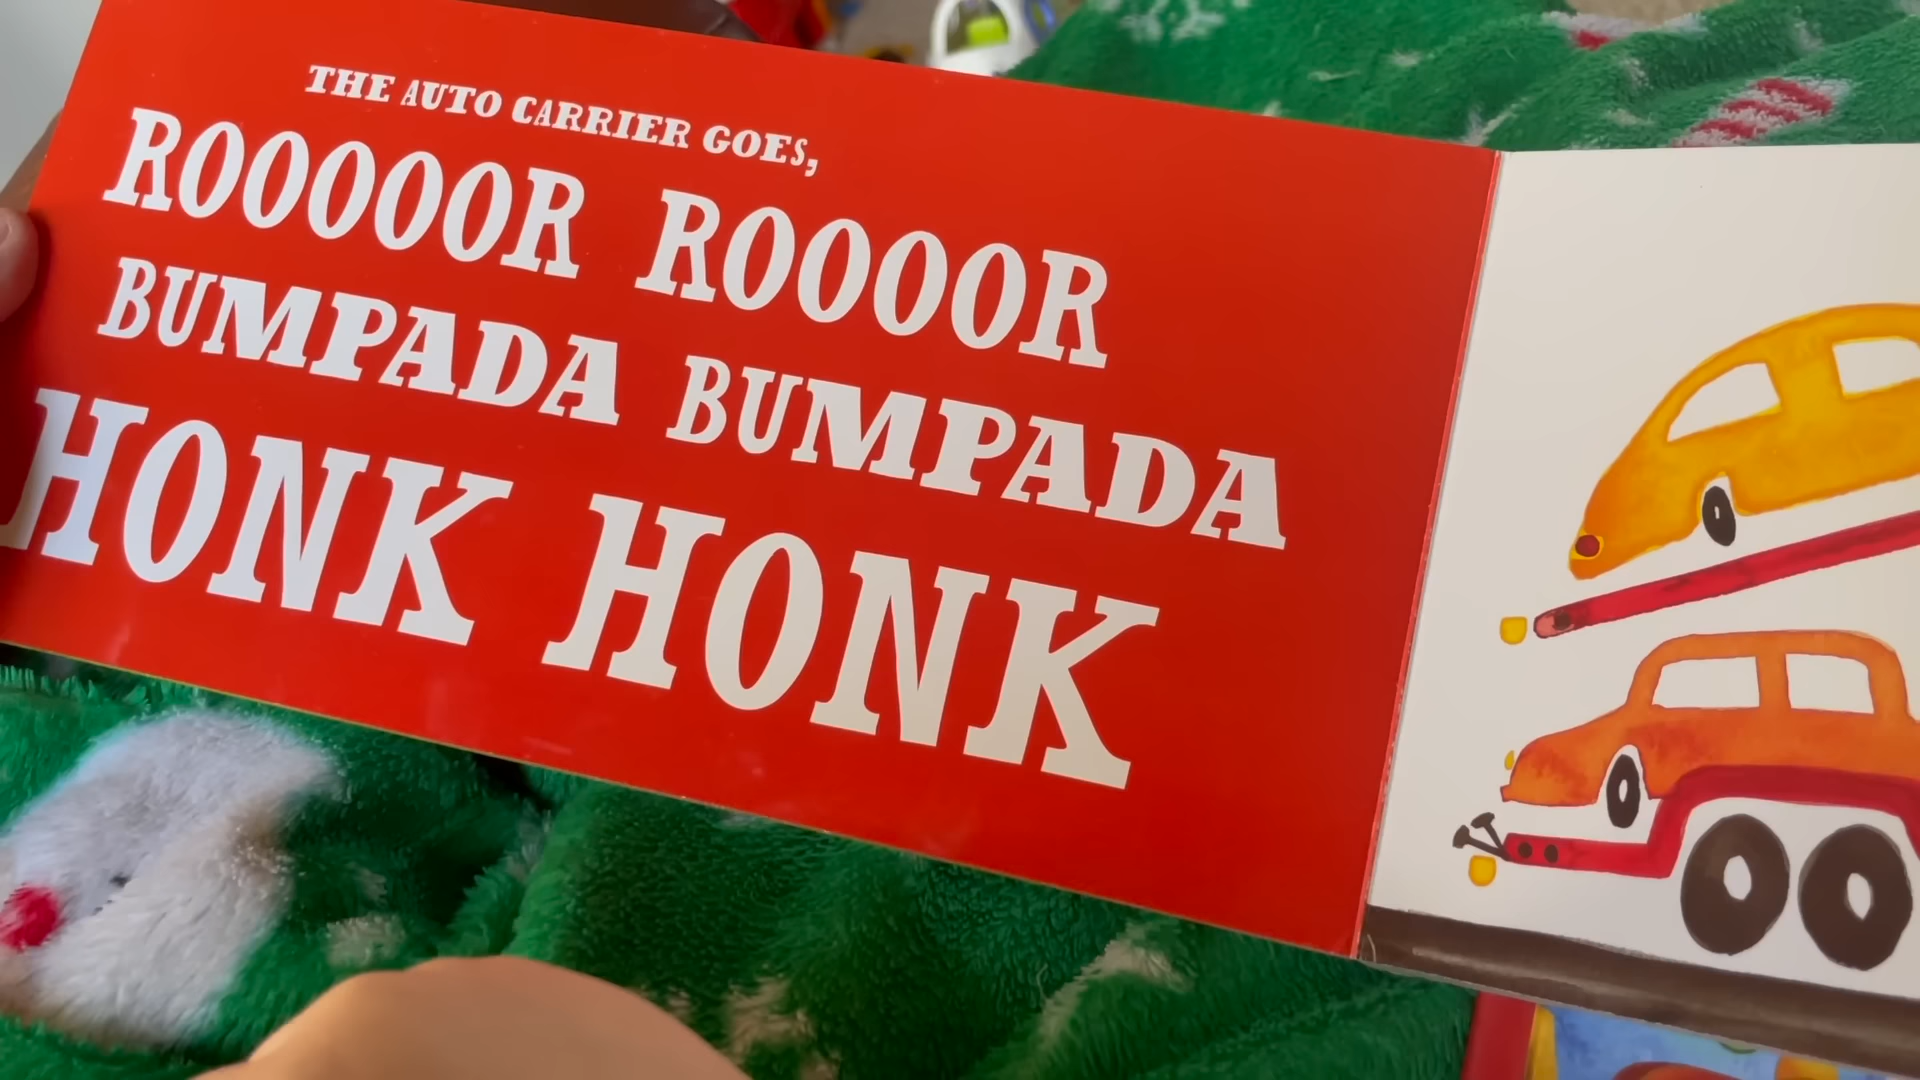 THE AUTO CARRIER GOES,
ROOOOOR ROOOOR
BUMPADA BUMPADA
HONK HONK